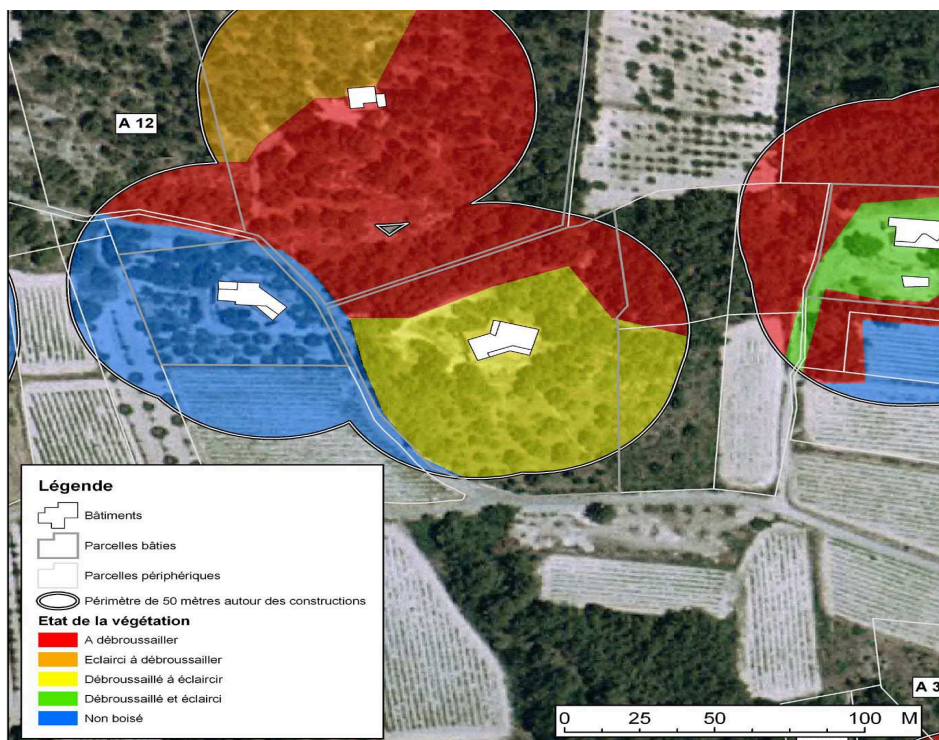 A 12
Légende
Bâtiments
Parcelles bâties
Parcelles périphériques
Périmètre de 50 mètres autour des constructions
Etat de la végétation
A débroussailler
Eclairci à débroussailler
Débroussaillé à éclaircir
Débroussaillé et éclairci
Non boisé
A 3
0 25 50 100 M